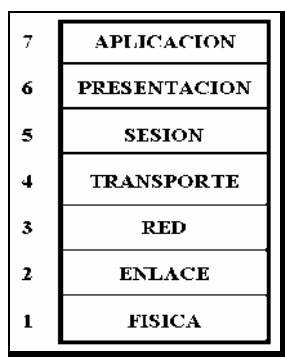 7 APLICACION
6 PRESENTACION
5 SESION
4 TRANSPORTE
3 RED
2 ENLACE
1 FISICA